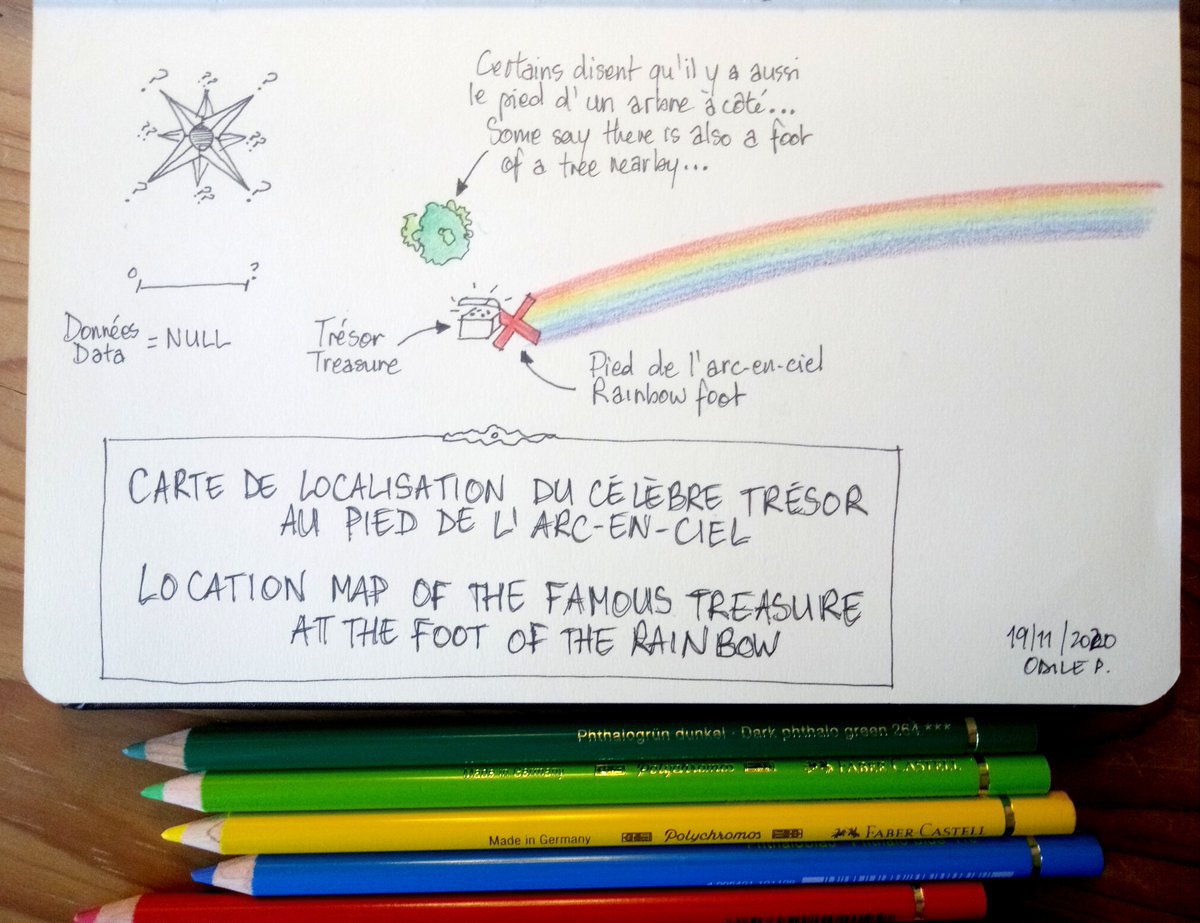 ? ?? ?
?? ??
? ?? ?
Certains disent qu'il y a aussi
le pied d'un arbre à côté...
Some say there is also a foot
of a tree nearby...
0 ?
Données
Data = NULL
Trésor
Treasure
Pied de l'arc-en-ciel
Rainbow foot
CARTE DE LOCALISATION DU CÉLÈBRE TRÉSOR
AU PIED DE L'ARC-EN-CIEL
LOCATION MAP OF THE FAMOUS TREASURE
AT THE FOOT OF THE RAINBOW
19/11/2020
ODILE P.
Phthalogrün dunkel · Dark phthalo green 264 ***
Made in Germany Polychromos FABER CASTELL
Made in Germany Polychromos FABER-CASTELL